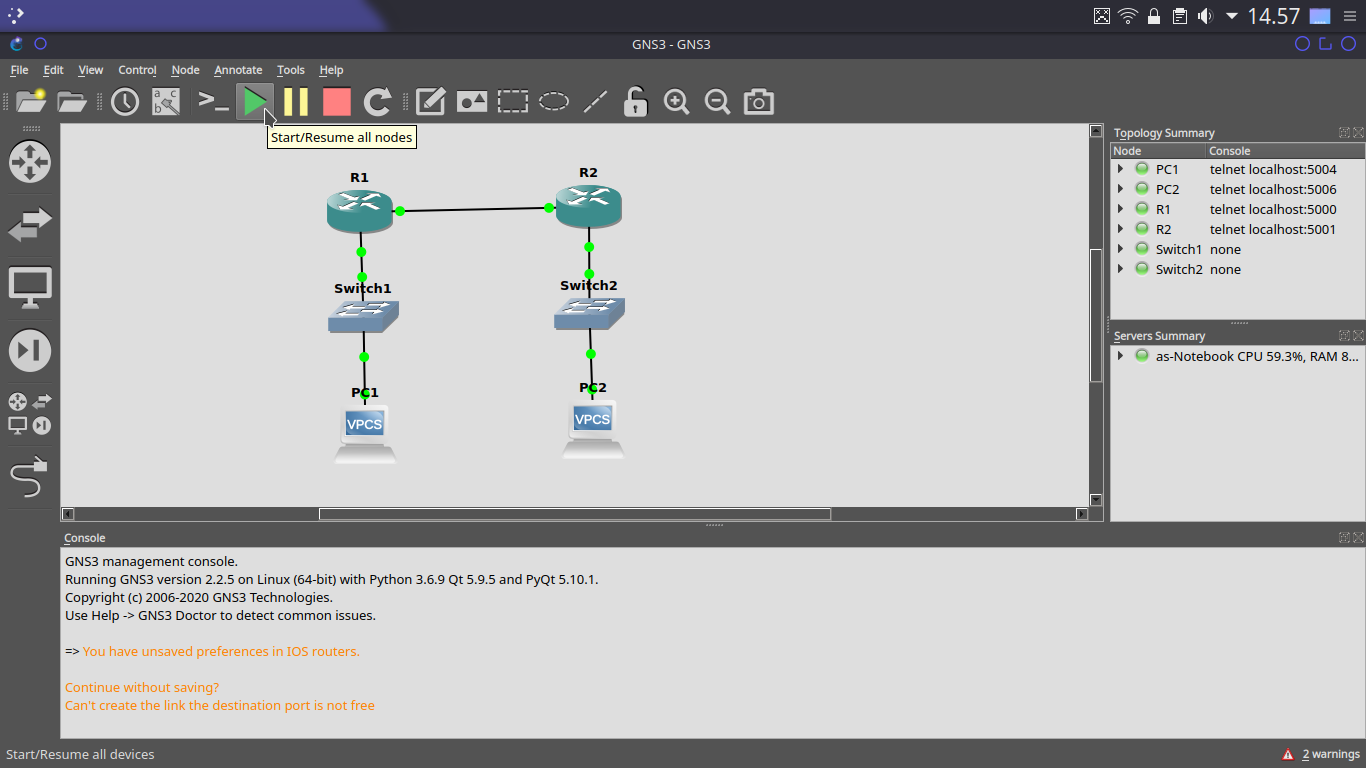 14.57
GNS3 - GNS3
File Edit View Control Node Annotate Tools Help
Start/Resume all nodes
R1
R2
Switch1
Switch2
PC1
PC2
VPCS
VPCS
Topology Summary
Node Console
PC1 telnet localhost:5004
PC2 telnet localhost:5006
R1 telnet localhost:5000
R2 telnet localhost:5001
Switch1 none
Switch2 none
Servers Summary
as-Notebook CPU 59.3%, RAM 8...
Console
GNS3 management console.
Running GNS3 version 2.2.5 on Linux (64-bit) with Python 3.6.9 Qt 5.9.5 and PyQt 5.10.1.
Copyright (c) 2006-2020 GNS3 Technologies.
Use Help -> GNS3 Doctor to detect common issues.
=> You have unsaved preferences in IOS routers.
Continue without saving?
Can't create the link the destination port is not free
Start/Resume all devices
2 warnings